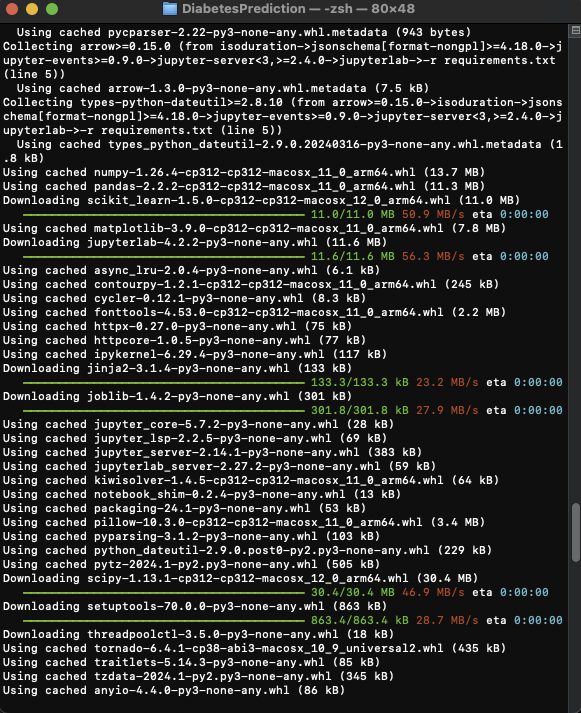 DiabetesPrediction — -zsh — 80×48
Using cached pycparser-2.22-py3-none-any.whl.metadata (943 bytes)
Collecting arrow>=0.15.0 (from isoduration->jsonschema[format-nongpl]>=4.18.0->j
upyter-events>=0.9.0->jupyter-server<3,>=2.4.0->jupyterlab->-r requirements.txt
(line 5))
Using cached arrow-1.3.0-py3-none-any.whl.metadata (7.5 kB)
Collecting types-python-dateutil>=2.8.10 (from arrow>=0.15.0->isoduration->jsons
chema[format-nongpl]>=4.18.0->jupyter-events>=0.9.0->jupyter-server<3,>=2.4.0->j
upyterlab->-r requirements.txt (line 5))
Using cached types_python_dateutil-2.9.0.20240316-py3-none-any.whl.metadata (1
.8 kB)
Using cached numpy-1.26.4-cp312-cp312-macosx_11_0_arm64.whl (13.7 MB)
Using cached pandas-2.2.2-cp312-cp312-macosx_11_0_arm64.whl (11.3 MB)
Downloading scikit_learn-1.5.0-cp312-cp312-macosx_12_0_arm64.whl (11.0 MB)
11.0/11.0 MB 50.9 MB/s eta 0:00:00
Using cached matplotlib-3.9.0-cp312-cp312-macosx_11_0_arm64.whl (7.8 MB)
Downloading jupyterlab-4.2.2-py3-none-any.whl (11.6 MB)
11.6/11.6 MB 56.3 MB/s eta 0:00:00
Using cached async_lru-2.0.4-py3-none-any.whl (6.1 kB)
Using cached contourpy-1.2.1-cp312-cp312-macosx_11_0_arm64.whl (245 kB)
Using cached cycler-0.12.1-py3-none-any.whl (8.3 kB)
Using cached fonttools-4.53.0-cp312-cp312-macosx_11_0_arm64.whl (2.2 MB)
Using cached httpx-0.27.0-py3-none-any.whl (75 kB)
Using cached httpcore-1.0.5-py3-none-any.whl (77 kB)
Using cached ipykernel-6.29.4-py3-none-any.whl (117 kB)
Downloading jinja2-3.1.4-py3-none-any.whl (133 kB)
133.3/133.3 kB 23.2 MB/s eta 0:00:00
Downloading joblib-1.4.2-py3-none-any.whl (301 kB)
301.8/301.8 kB 27.9 MB/s eta 0:00:00
Using cached jupyter_core-5.7.2-py3-none-any.whl (28 kB)
Using cached jupyter_lsp-2.2.5-py3-none-any.whl (69 kB)
Using cached jupyter_server-2.14.1-py3-none-any.whl (383 kB)
Using cached jupyterlab_server-2.27.2-py3-none-any.whl (59 kB)
Using cached kiwisolver-1.4.5-cp312-cp312-macosx_11_0_arm64.whl (64 kB)
Using cached notebook_shim-0.2.4-py3-none-any.whl (13 kB)
Using cached packaging-24.1-py3-none-any.whl (53 kB)
Using cached pillow-10.3.0-cp312-cp312-macosx_11_0_arm64.whl (3.4 MB)
Using cached pyparsing-3.1.2-py3-none-any.whl (103 kB)
Using cached python_dateutil-2.9.0.post0-py2.py3-none-any.whl (229 kB)
Using cached pytz-2024.1-py2.py3-none-any.whl (505 kB)
Downloading scipy-1.13.1-cp312-cp312-macosx_12_0_arm64.whl (30.4 MB)
30.4/30.4 MB 46.9 MB/s eta 0:00:00
Downloading setuptools-70.0.0-py3-none-any.whl (863 kB)
863.4/863.4 kB 28.7 MB/s eta 0:00:00
Downloading threadpoolctl-3.5.0-py3-none-any.whl (18 kB)
Using cached tornado-6.4.1-cp38-abi3-macosx_10_9_universal2.whl (435 kB)
Using cached traitlets-5.14.3-py3-none-any.whl (85 kB)
Using cached tzdata-2024.1-py2.py3-none-any.whl (345 kB)
Using cached anyio-4.4.0-py3-none-any.whl (86 kB)